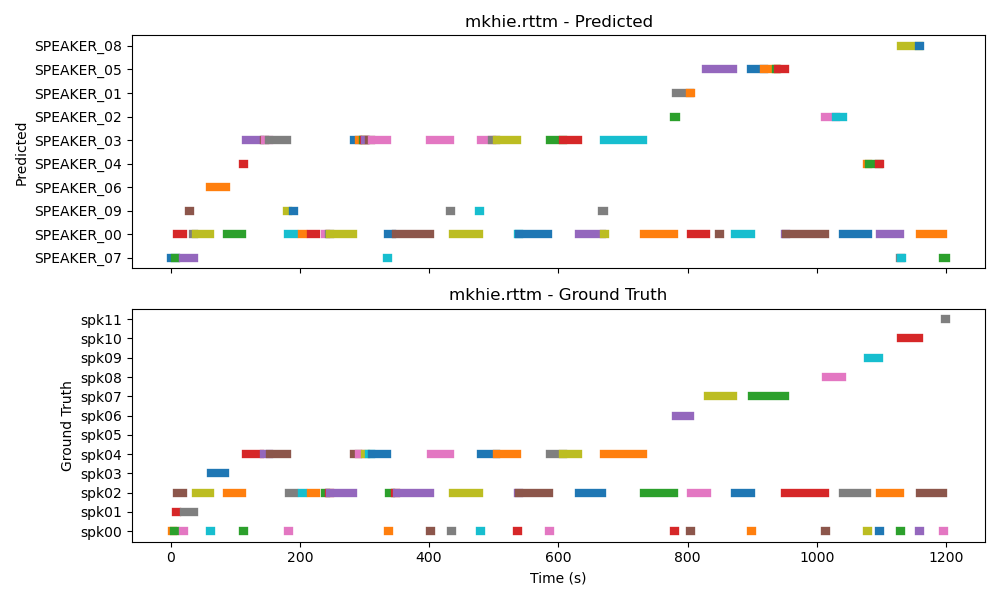 mkhie.rttm - Predicted
SPEAKER_08
SPEAKER_05
SPEAKER_01
SPEAKER_02
SPEAKER_03
SPEAKER_04
SPEAKER_06
SPEAKER_09
SPEAKER_00
SPEAKER_07
Predicted
mkhie.rttm - Ground Truth
spk11
spk10
spk09
spk08
spk07
spk06
spk05
spk04
spk03
spk02
spk01
spk00
Ground Truth
0 200 400 600 800 1000 1200
Time (s)